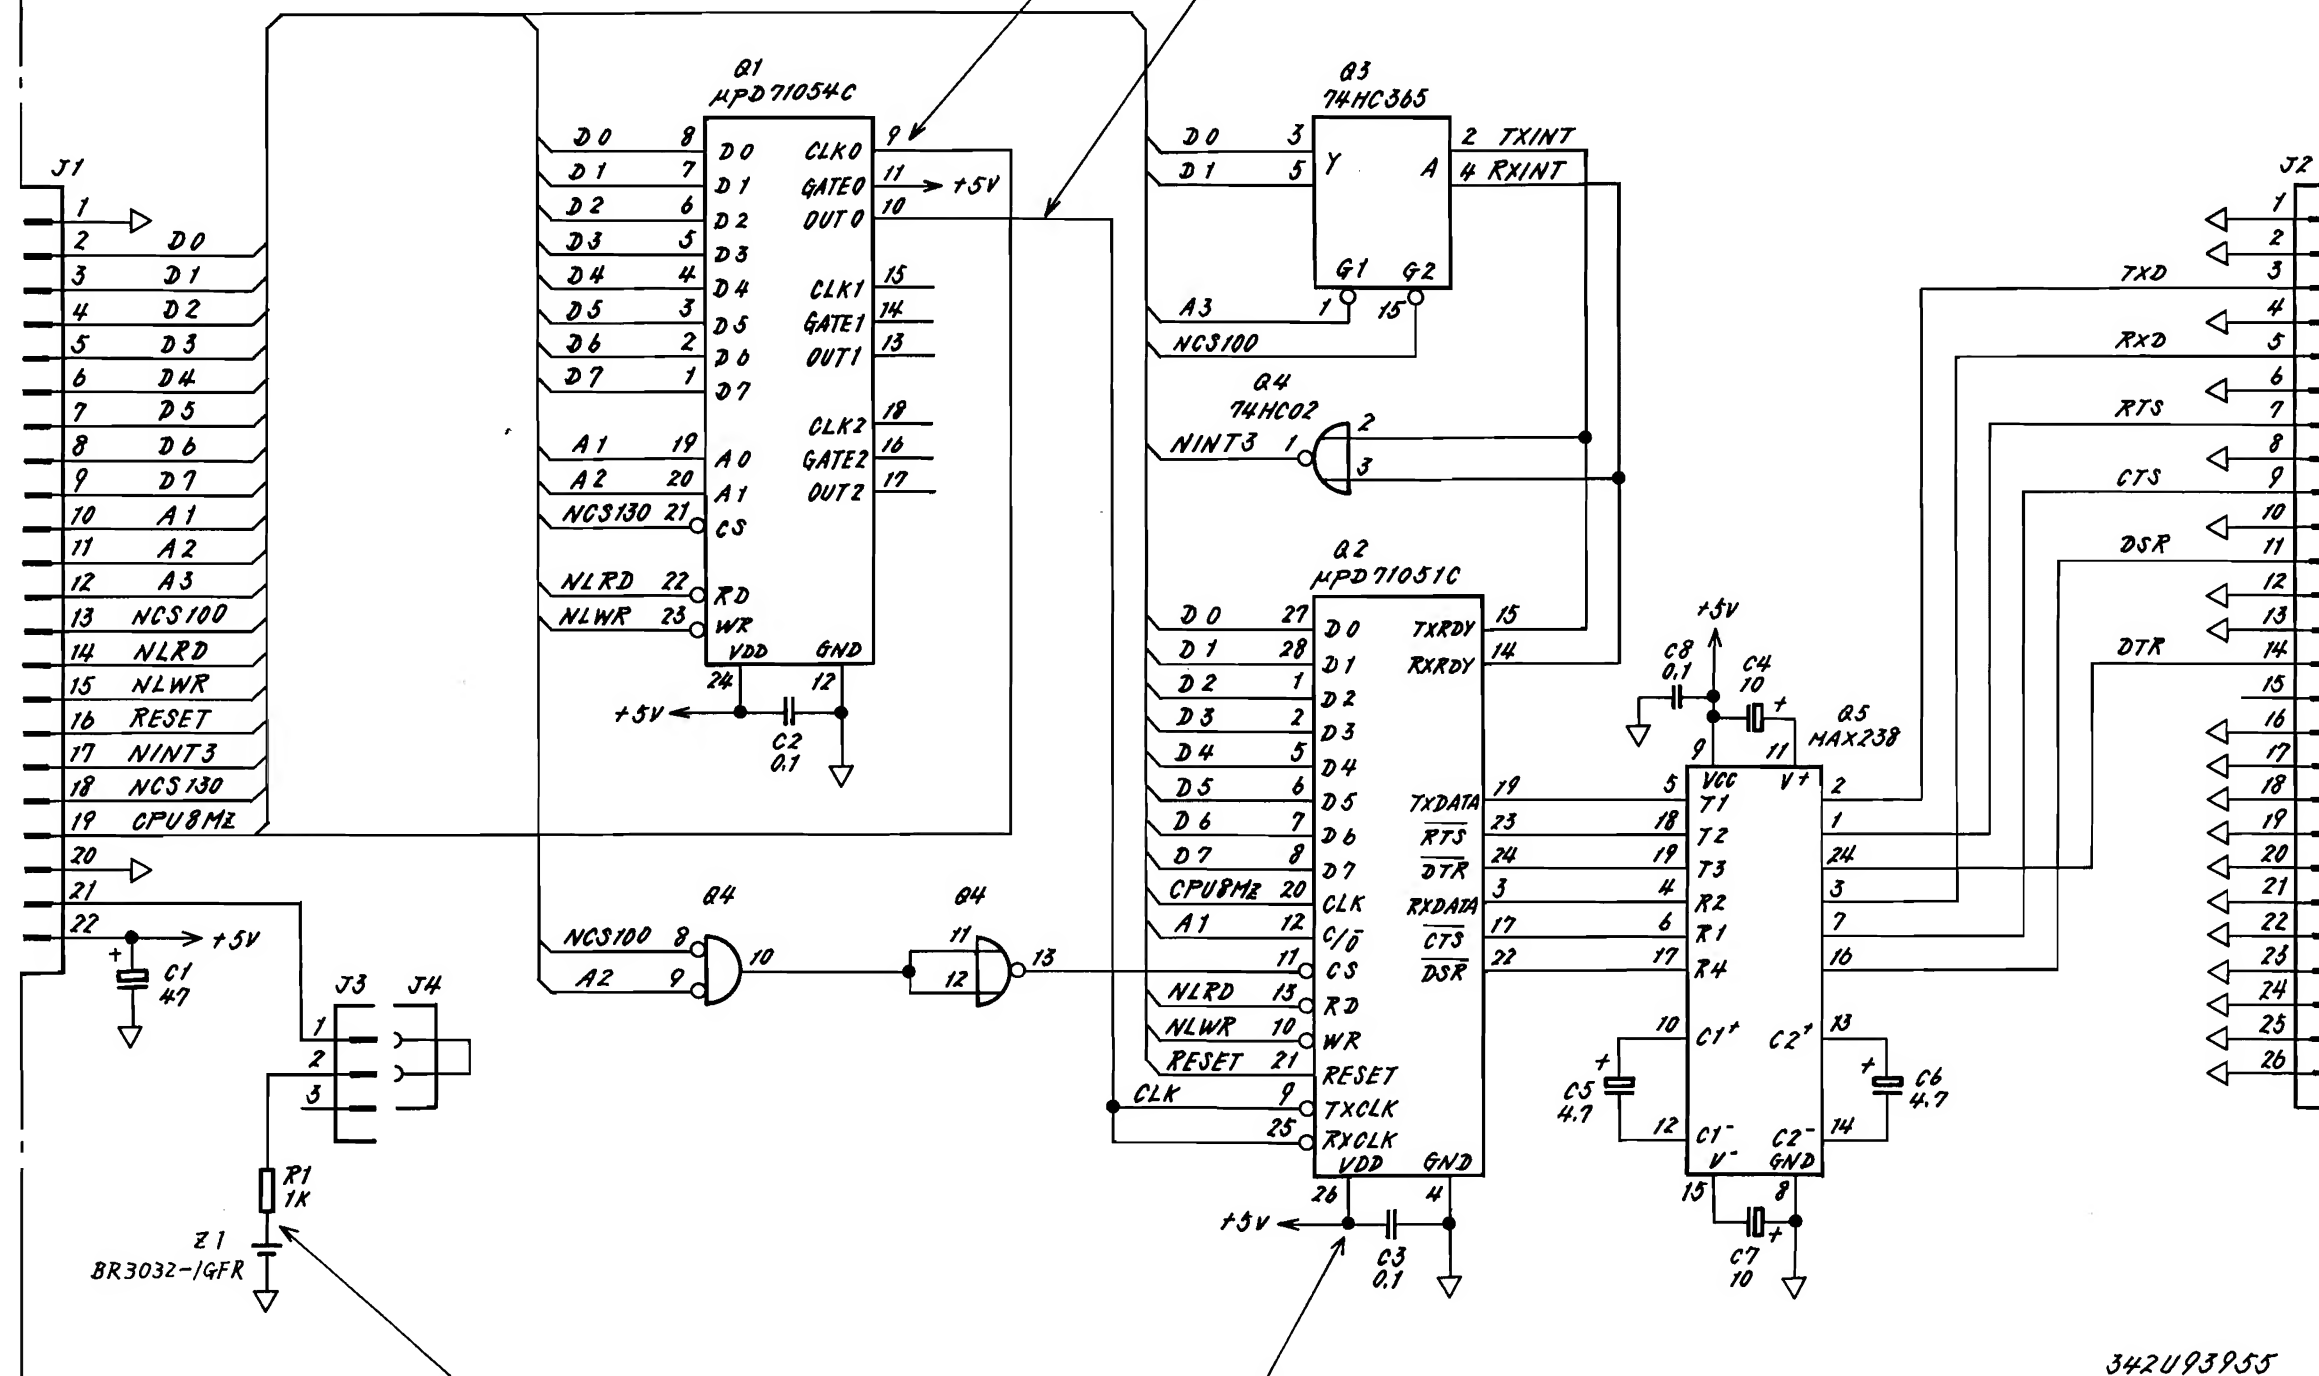 J1
1
2 D0
3 D1
4 D2
5 D3
6 D4
7 D5
8 D6
9 D7
10 A1
11 A2
12 A3
13 NCS100
14 NLRD
15 NLWR
16 RESET
17 NINT3
18 NCS130
19 CPU8MZ
20
21
22
+5V
+
C1
47
J3 J4
1
2
3
R1
1K
Z1
BR3032-1GFR
Q1
μPD71054C
D0 8 D0 CLK0 9
D1 7 D1 GATE0 11 +5V
D2 6 D2 OUT0 10
D3 5 D3
D4 4 D4 CLK1 15
D5 3 D5 GATE1 14
D6 2 D6 OUT1 13
D7 1 D7
CLK2 18
A1 19 A0 GATE2 16
A2 20 A1 OUT2 17
NCS130 21 CS
NLRD 22 RD
NLWR 23 WR
VDD GND
24 12
+5V
C2
0.1
Q4
NCS100 8
A2 9
10
Q4
11
12
13
Q3
74HC365
D0 3 Y A 2 TXINT
D1 5 4 RXINT
G1 G2
A3 1 15
NCS100
Q4
74HC02
NINT3 1 2
3
Q2
μPD71051C
D0 27 D0 TXRDY 15
D1 28 D1 RXRDY 14
D2 1 D2
D3 2 D3
D4 5 D4
D5 6 D5 TXDATA 19
D6 7 D6 RTS 23
D7 8 D7 DTR 24
CPU8MZ 20 CLK RXDATA 3
A1 12 C/D CTS 17
11 CS DSR 22
NLRD 13 RD
NLWR 10 WR
RESET 21 RESET
CLK 9 TXCLK
25 RXCLK
VDD GND
26 4
+5V
C3
0.1
+5V
C8
0.1
C4
10
+
Q5
MAX238
9 11
VCC V+
5 T1 2
18 T2 1
19 T3 24
4 R2 3
6 R1 7
17 R4 16
10 C1+ C2+ 13
+
C5
4.7
+
C6
4.7
12 C1- C2- 14
V- GND
15 8
+
C7
10
J2
1
2
TXD 3
4
RXD 5
6
RTS 7
8
CTS 9
10
DSR 11
12
13
DTR 14
15
16
17
18
19
20
21
22
23
24
25
26
342U93955